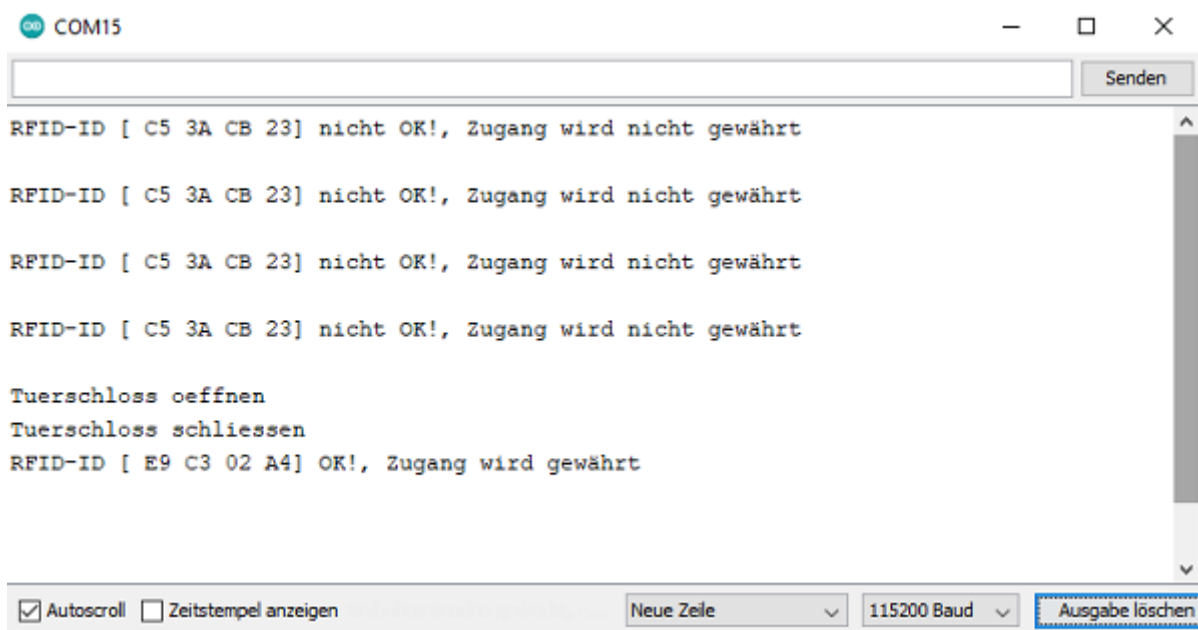 COM15
Senden
RFID-ID [ C5 3A CB 23] nicht OK!, Zugang wird nicht gewährt
RFID-ID [ C5 3A CB 23] nicht OK!, Zugang wird nicht gewährt
RFID-ID [ C5 3A CB 23] nicht OK!, Zugang wird nicht gewährt
RFID-ID [ C5 3A CB 23] nicht OK!, Zugang wird nicht gewährt
Tuerschloss oeffnen
Tuerschloss schliessen
RFID-ID [ E9 C3 02 A4] OK!, Zugang wird gewährt
Autoscroll Zeitstempel anzeigen Neue Zeile 115200 Baud Ausgabe löschen